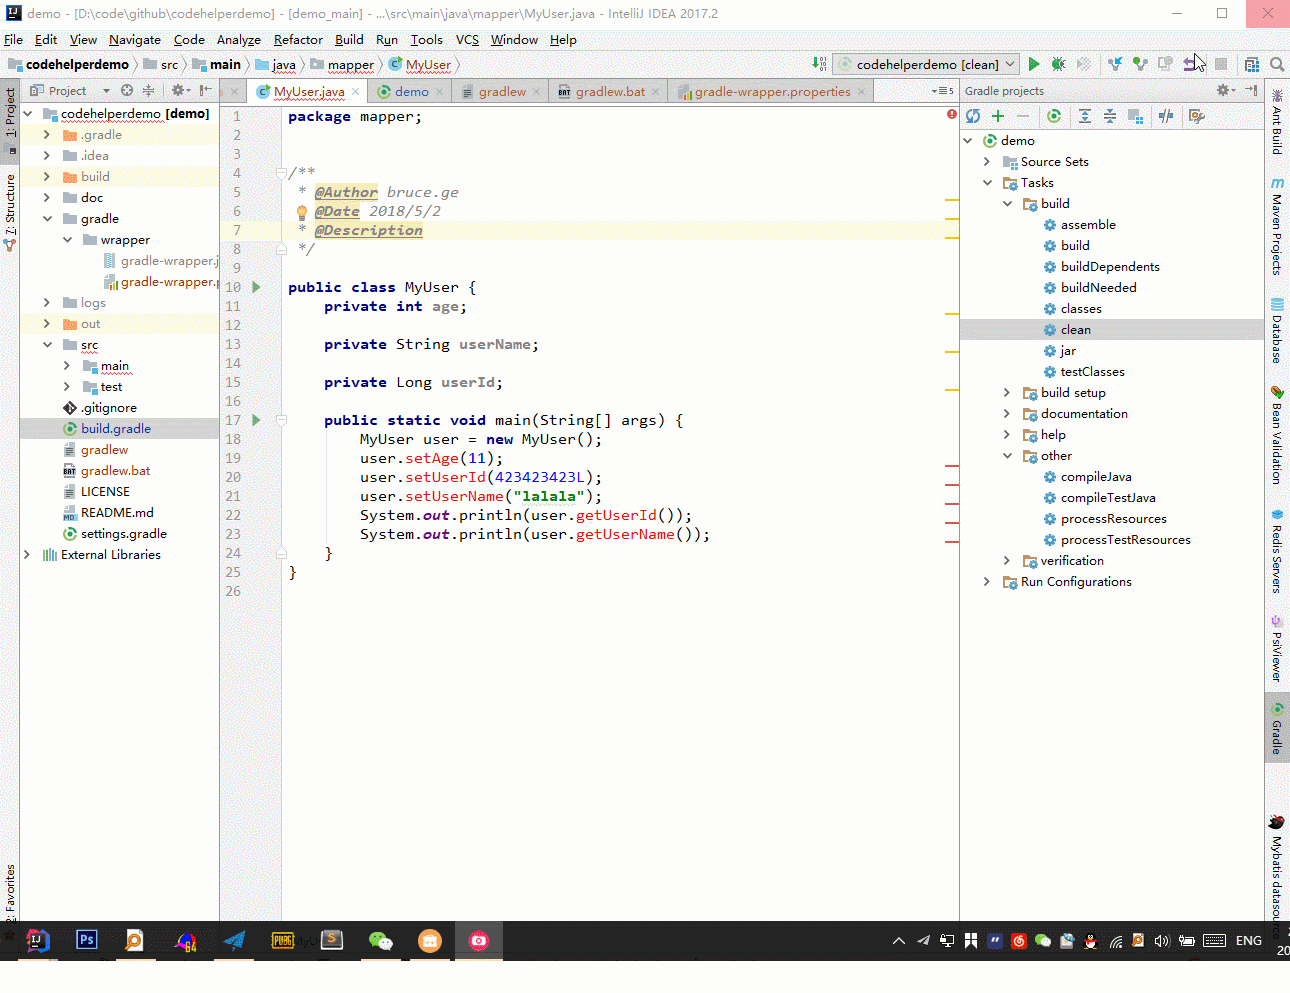 demo - [D:\code\github\codehelperdemo] - [demo_main] - ...\src\main\java\mapper\MyUser.java - IntelliJ IDEA 2017.2
File Edit View Navigate Code Analyze Refactor Build Run Tools VCS Window Help
codehelperdemo src main java mapper MyUser
codehelperdemo [clean]
1: Project
7: Structure
2: Favorites
Project
codehelperdemo [demo]
.gradle
.idea
build
doc
gradle
wrapper
gradle-wrapper.j
gradle-wrapper.p
logs
out
src
main
test
.gitignore
build.gradle
gradlew
gradlew.bat
LICENSE
README.md
settings.gradle
External Libraries
MyUser.java demo gradlew gradlew.bat gradle-wrapper.properties
1 package mapper;
2
3
4 /**
5 * @Author bruce.ge
6 * @Date 2018/5/2
7 * @Description
8 */
9
10 public class MyUser {
11 private int age;
12
13 private String userName;
14
15 private Long userId;
16
17 public static void main(String[] args) {
18 MyUser user = new MyUser();
19 user.setAge(11);
20 user.setUserId(423423423L);
21 user.setUserName("lalala");
22 System.out.println(user.getUserId());
23 System.out.println(user.getUserName());
24 }
25 }
26
Gradle projects
demo
Source Sets
Tasks
build
assemble
build
buildDependents
buildNeeded
classes
clean
jar
testClasses
build setup
documentation
help
other
compileJava
compileTestJava
processResources
processTestResources
verification
Run Configurations
Ant Build
Maven Projects
Database
Bean Validation
Redis Servers
PsiViewer
Gradle
Mybatis datasource
Ps
64
PUBG
ENG
20